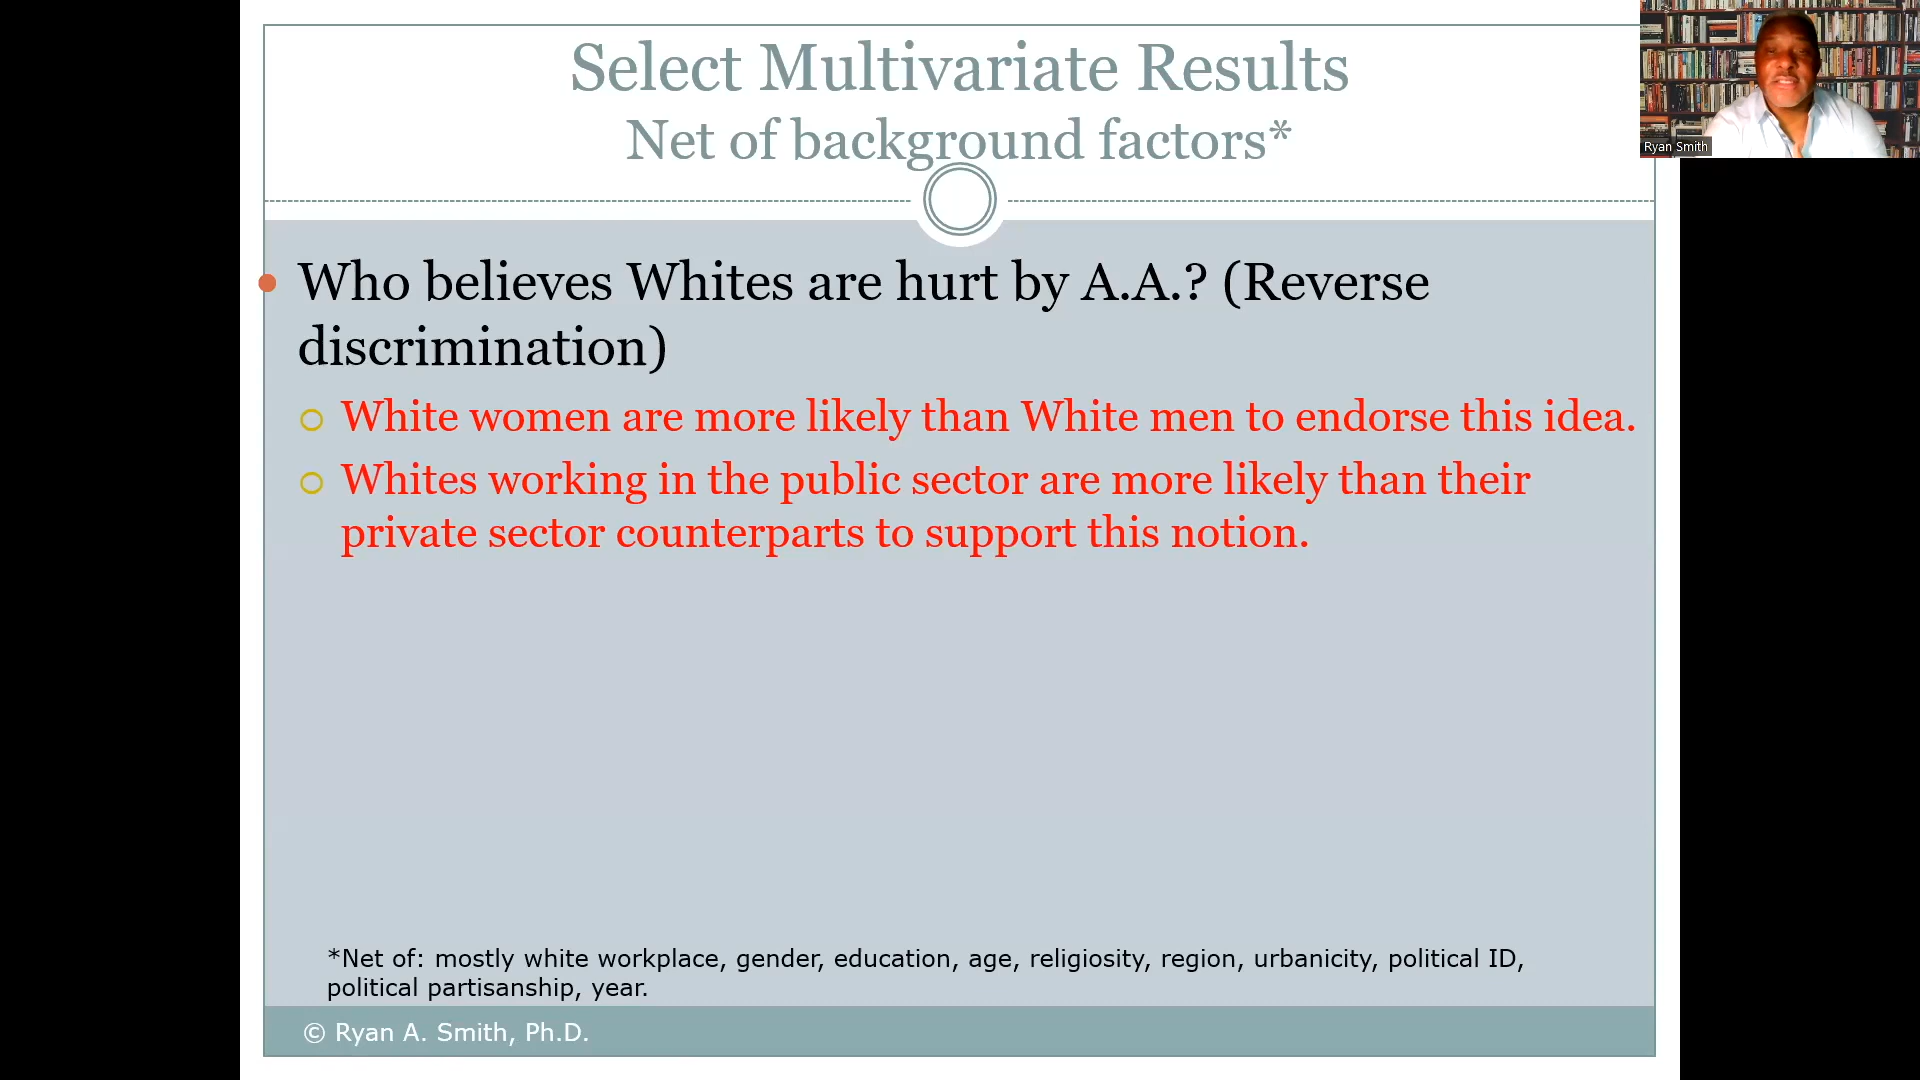 Select Multivariate Results
Net of background factors*
Ryan Smith
Who believes Whites are hurt by A.A.? (Reverse
discrimination)
White women are more likely than White men to endorse this idea.
Whites working in the public sector are more likely than their
private sector counterparts to support this notion.
*Net of: mostly white workplace, gender, education, age, religiosity, region, urbanicity, political ID,
political partisanship, year.
© Ryan A. Smith, Ph.D.